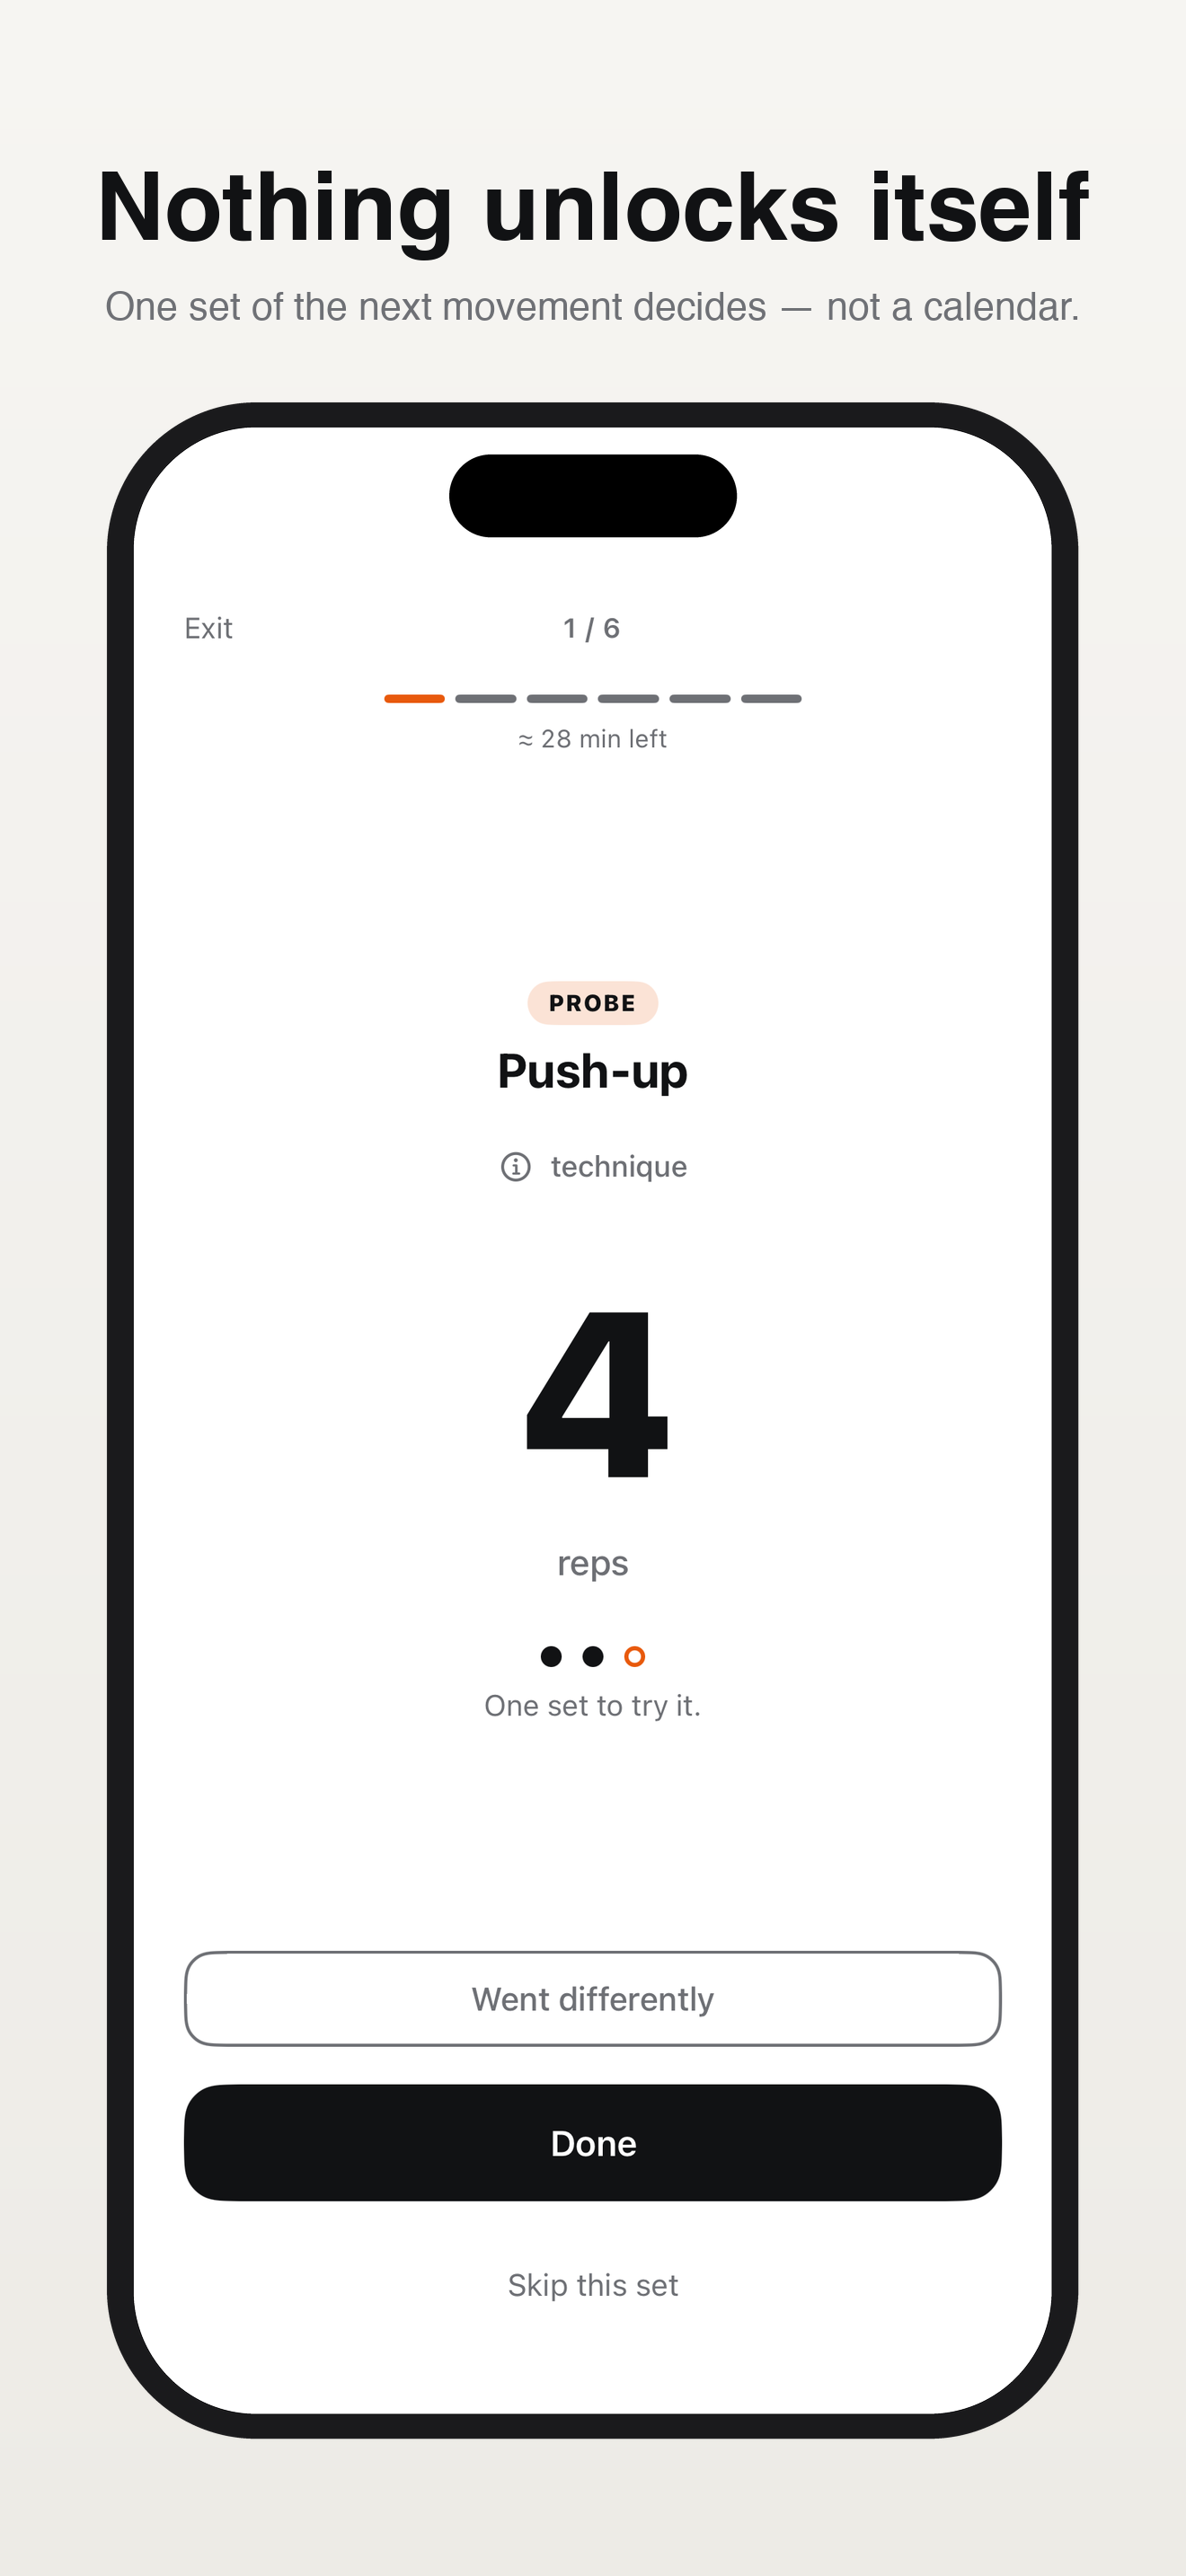 Nothing unlocks itself
One set of the next movement decides — not a calendar.
Exit
1 / 6
≈ 28 min left
PROBE
Push-up
technique
4
reps
One set to try it.
Went differently
Done
Skip this set